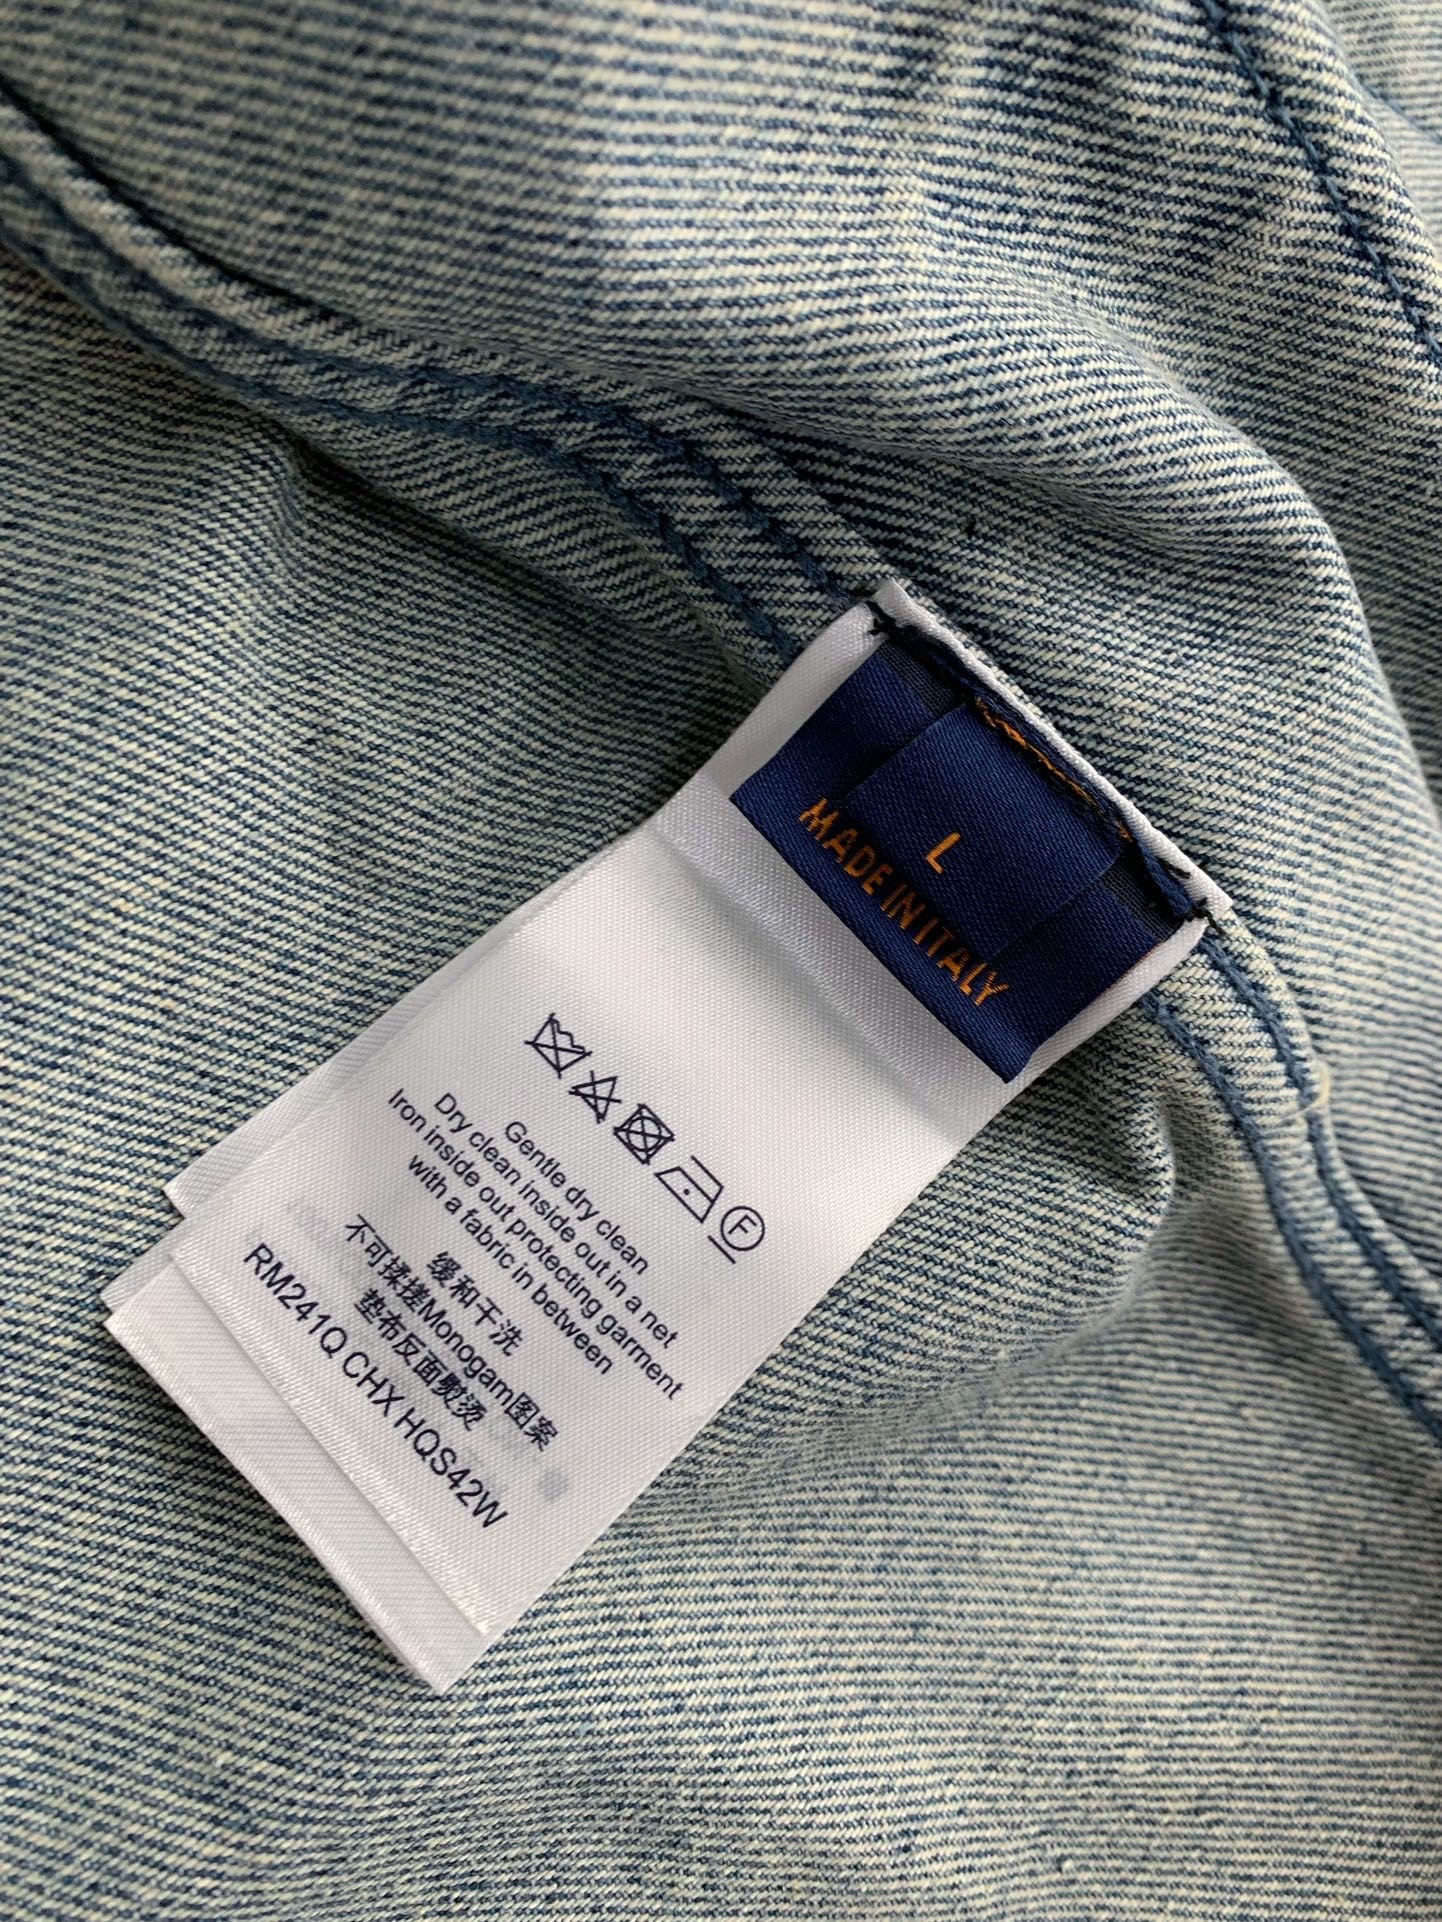 L
MADE IN ITALY
F
Gentle dry clean
Dry clean inside out in a net
Iron inside out protecting garment
with a fabric in between
缓和干洗
不可揉搓Monogam图案
垫布反面熨烫
RM241Q CHX HQS42W